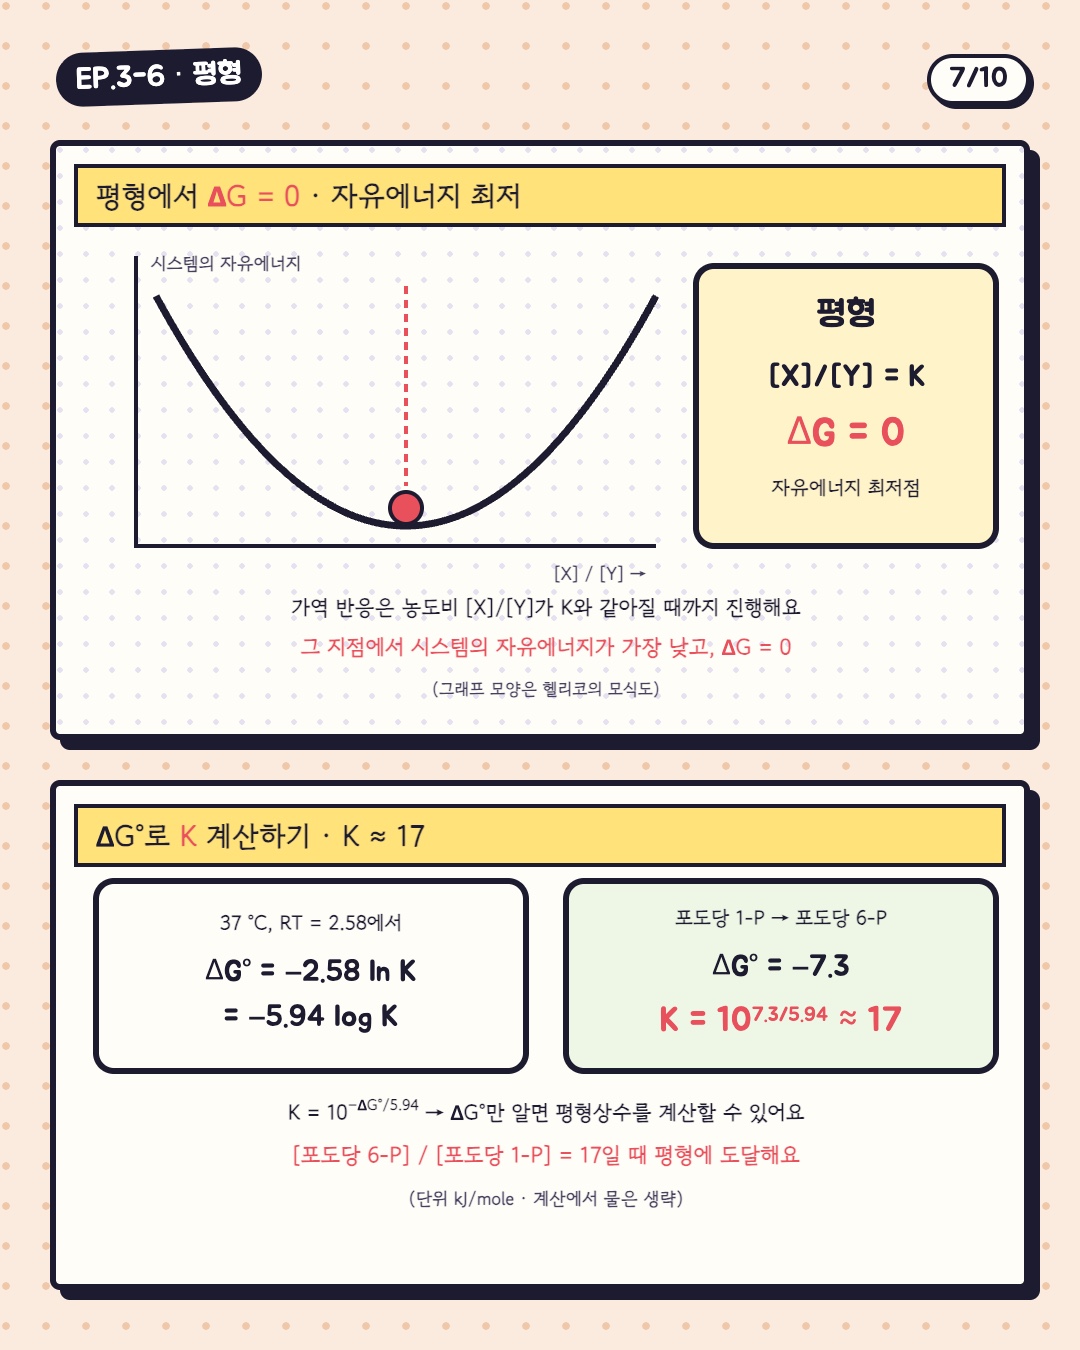 EP.3-6 · 평형
7/10
평형에서 ΔG = 0 · 자유에너지 최저
시스템의 자유에너지
[X] / [Y] →
평형
[X]/[Y] = K
ΔG = 0
자유에너지 최저점
가역 반응은 농도비 [X]/[Y]가 K와 같아질 때까지 진행해요
그 지점에서 시스템의 자유에너지가 가장 낮고, ΔG = 0
(그래프 모양은 헬리코의 모식도)
ΔG°로 K 계산하기 · K ≈ 17
37 °C, RT = 2.58에서
ΔG° = −2.58 ln K
= −5.94 log K
포도당 1-P → 포도당 6-P
ΔG° = −7.3
K = 10^7.3/5.94 ≈ 17
K = 10^−ΔG°/5.94 → ΔG°만 알면 평형상수를 계산할 수 있어요
[포도당 6-P] / [포도당 1-P] = 17일 때 평형에 도달해요
(단위 kJ/mole · 계산에서 물은 생략)